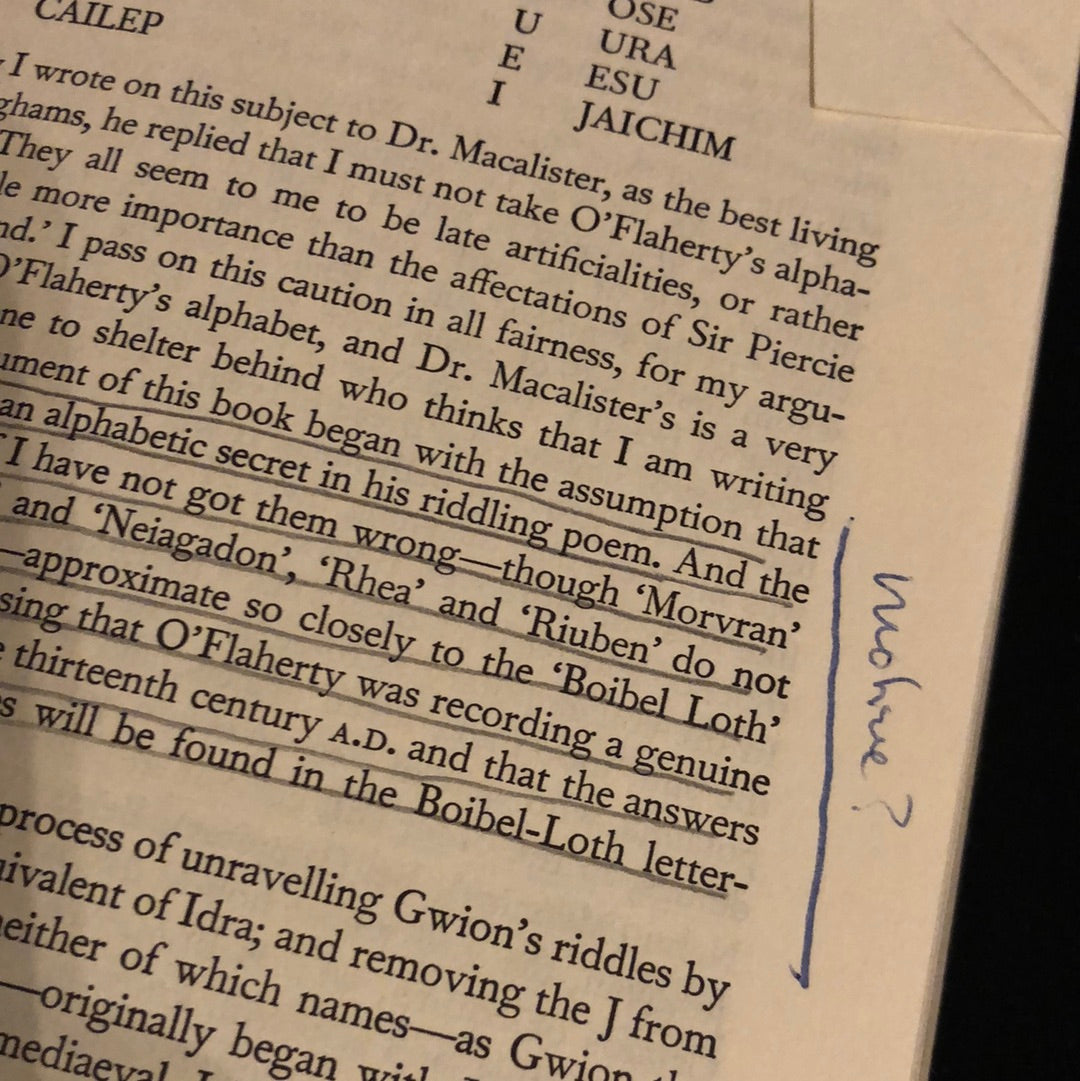 CAILEP
OSE
U URA
E ESU
I JAICHIM
I wrote on this subject to Dr. Macalister, as the best living
ghams, he replied that I must not take O'Flaherty's alpha-
They all seem to me to be late artificialities, or rather
le more importance than the affectations of Sir Piercie
nd.' I pass on this caution in all fairness, for my argu-
O'Flaherty's alphabet, and Dr. Macalister's is a very
ne to shelter behind who thinks that I am writing
ument of this book began with the assumption that
an alphabetic secret in his riddling poem. And the
I have not got them wrong—though 'Morvran'
and 'Neiagadon', 'Rhea' and 'Riuben' do not
—approximate so closely to the 'Boibel Loth'
sing that O'Flaherty was recording a genuine
thirteenth century A.D. and that the answers
s will be found in the Boibel-Loth letter-
process of unravelling Gwion's riddles by
uivalent of Idra; and removing the J from
neither of which names—as Gwion
—originally began
mediaeval
motive?